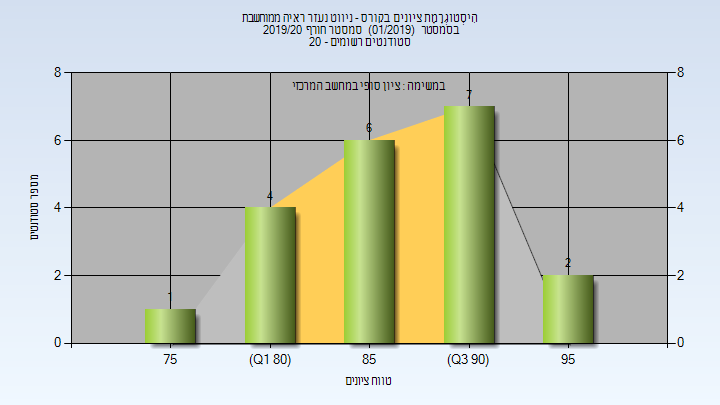 היסטוגרמת ציונים בקורס - ניווט נעזר ראיה ממוחשבת
בסמסטר (01/2019) סמסטר חורף 2019/20
סטודנטים רשומים - 20
במשימה : ציון סופי במחשב המרכזי
8 8
7
6 6
6
4 4
4
2 2
2
1
0 0
מספר סטודנטים
75 (Q1 80) 85 (Q3 90) 95
טווח ציונים